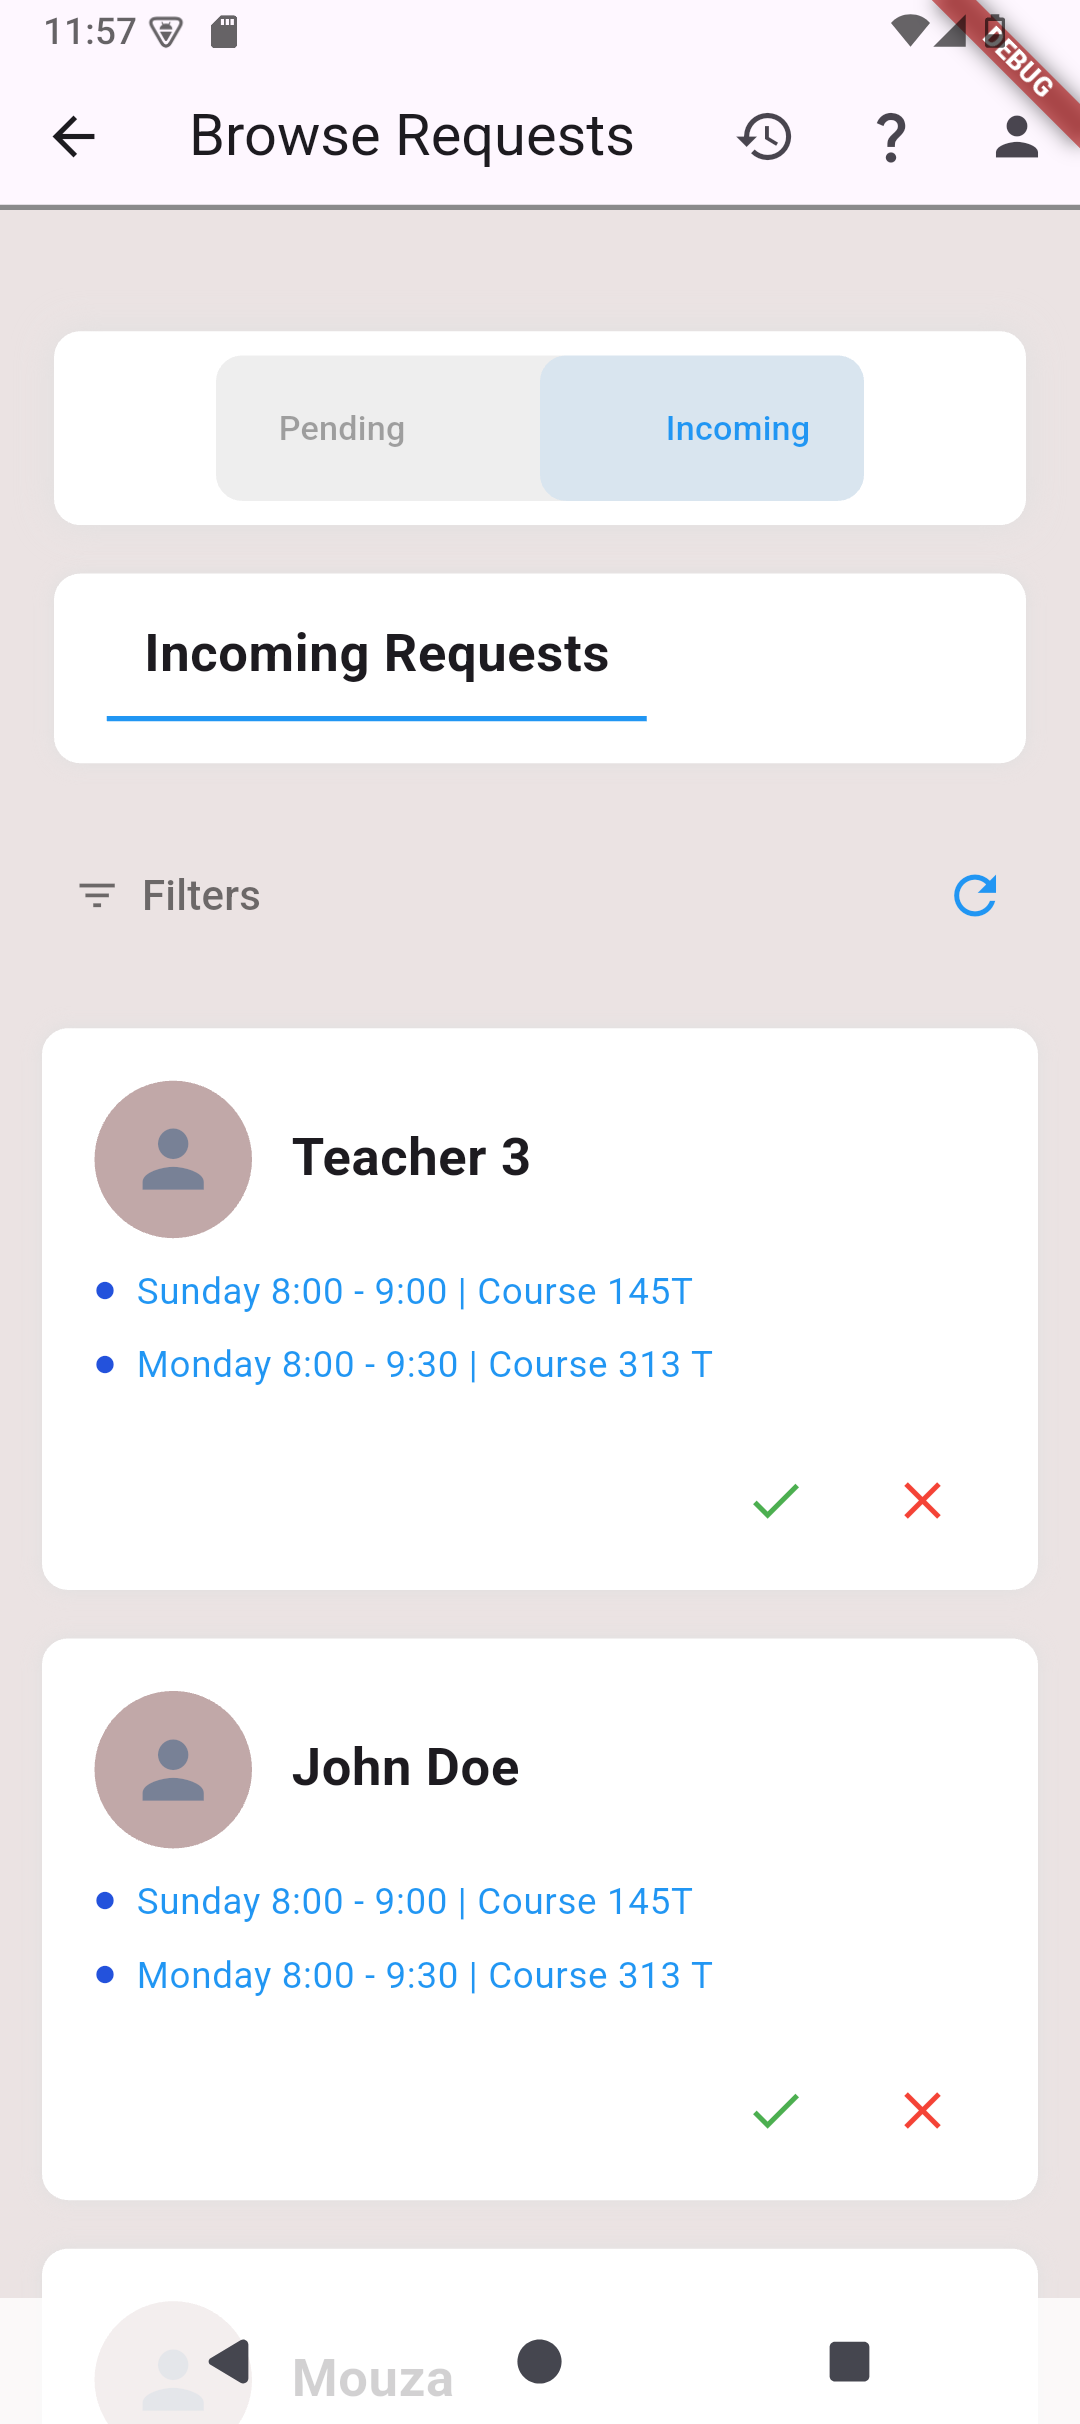 11:57
DEBUG
Browse Requests
Pending
Incoming
Incoming Requests
Filters
Teacher 3
Sunday 8:00 - 9:00 | Course 145T
Monday 8:00 - 9:30 | Course 313 T
John Doe
Sunday 8:00 - 9:00 | Course 145T
Monday 8:00 - 9:30 | Course 313 T
Mouza